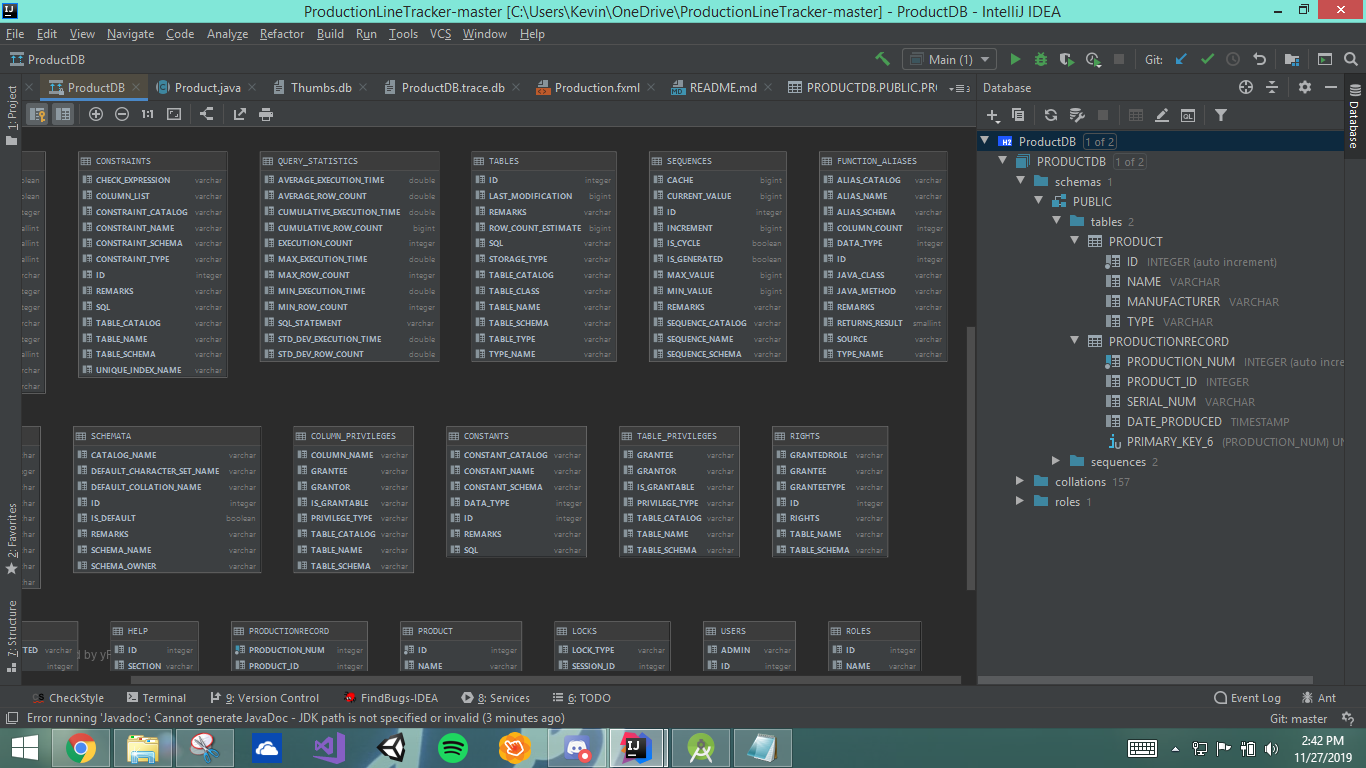 ProductionLineTracker-master [C:\Users\Kevin\OneDrive\ProductionLineTracker-master] - ProductDB - IntelliJ IDEA
File Edit View Navigate Code Analyze Refactor Build Run Tools VCS Window Help
ProductDB Main (1) Git:
ProductDB Product.java Thumbs.db ProductDB.trace.db Production.fxml README.md PRODUCTDB.PUBLIC.PR
1:1
1: Project
2: Favorites
7: Structure
CONSTRAINTS
CHECK_EXPRESSION varchar
COLUMN_LIST varchar
CONSTRAINT_CATALOG varchar
CONSTRAINT_NAME varchar
CONSTRAINT_SCHEMA varchar
CONSTRAINT_TYPE varchar
ID integer
REMARKS varchar
SQL varchar
TABLE_CATALOG varchar
TABLE_NAME varchar
TABLE_SCHEMA varchar
UNIQUE_INDEX_NAME varchar
QUERY_STATISTICS
AVERAGE_EXECUTION_TIME double
AVERAGE_ROW_COUNT double
CUMULATIVE_EXECUTION_TIME double
CUMULATIVE_ROW_COUNT bigint
EXECUTION_COUNT integer
MAX_EXECUTION_TIME double
MAX_ROW_COUNT integer
MIN_EXECUTION_TIME double
MIN_ROW_COUNT integer
SQL_STATEMENT varchar
STD_DEV_EXECUTION_TIME double
STD_DEV_ROW_COUNT double
TABLES
ID integer
LAST_MODIFICATION bigint
REMARKS varchar
ROW_COUNT_ESTIMATE bigint
SQL varchar
STORAGE_TYPE varchar
TABLE_CATALOG varchar
TABLE_CLASS varchar
TABLE_NAME varchar
TABLE_SCHEMA varchar
TABLE_TYPE varchar
TYPE_NAME varchar
SEQUENCES
CACHE bigint
CURRENT_VALUE bigint
ID integer
INCREMENT bigint
IS_CYCLE boolean
IS_GENERATED boolean
MAX_VALUE bigint
MIN_VALUE bigint
REMARKS varchar
SEQUENCE_CATALOG varchar
SEQUENCE_NAME varchar
SEQUENCE_SCHEMA varchar
FUNCTION_ALIASES
ALIAS_CATALOG varchar
ALIAS_NAME varchar
ALIAS_SCHEMA varchar
COLUMN_COUNT integer
DATA_TYPE integer
ID integer
JAVA_CLASS varchar
JAVA_METHOD varchar
REMARKS varchar
RETURNS_RESULT smallint
SOURCE varchar
TYPE_NAME varchar
SCHEMATA
CATALOG_NAME varchar
DEFAULT_CHARACTER_SET_NAME varchar
DEFAULT_COLLATION_NAME varchar
ID integer
IS_DEFAULT boolean
REMARKS varchar
SCHEMA_NAME varchar
SCHEMA_OWNER varchar
COLUMN_PRIVILEGES
COLUMN_NAME varchar
GRANTEE varchar
GRANTOR varchar
IS_GRANTABLE varchar
PRIVILEGE_TYPE varchar
TABLE_CATALOG varchar
TABLE_NAME varchar
TABLE_SCHEMA varchar
CONSTANTS
CONSTANT_CATALOG varchar
CONSTANT_NAME varchar
CONSTANT_SCHEMA varchar
DATA_TYPE integer
ID integer
REMARKS varchar
SQL varchar
TABLE_PRIVILEGES
GRANTEE varchar
GRANTOR varchar
IS_GRANTABLE varchar
PRIVILEGE_TYPE varchar
TABLE_CATALOG varchar
TABLE_NAME varchar
TABLE_SCHEMA varchar
RIGHTS
GRANTEDROLE varchar
GRANTEE varchar
GRANTEETYPE varchar
ID integer
RIGHTS varchar
TABLE_NAME varchar
TABLE_SCHEMA varchar
TED varchar
integer
HELP
ID integer
SECTION varchar
PRODUCTIONRECORD
PRODUCTION_NUM integer
PRODUCT_ID integer
PRODUCT
ID integer
NAME varchar
LOCKS
LOCK_TYPE varchar
SESSION_ID integer
USERS
ADMIN varchar
ID integer
ROLES
ID integer
NAME varchar
Database
ProductDB 1 of 2
PRODUCTDB 1 of 2
schemas 1
PUBLIC
tables 2
PRODUCT
ID INTEGER (auto increment)
NAME VARCHAR
MANUFACTURER VARCHAR
TYPE VARCHAR
PRODUCTIONRECORD
PRODUCTION_NUM INTEGER (auto incre
PRODUCT_ID INTEGER
SERIAL_NUM VARCHAR
DATE_PRODUCED TIMESTAMP
PRIMARY_KEY_6 (PRODUCTION_NUM) UN
sequences 2
collations 157
roles 1
Database
CheckStyle Terminal 9: Version Control FindBugs-IDEA 8: Services 6: TODO Event Log Ant
Error running 'Javadoc': Cannot generate JavaDoc - JDK path is not specified or invalid (3 minutes ago) Git: master
2:42 PM
11/27/2019